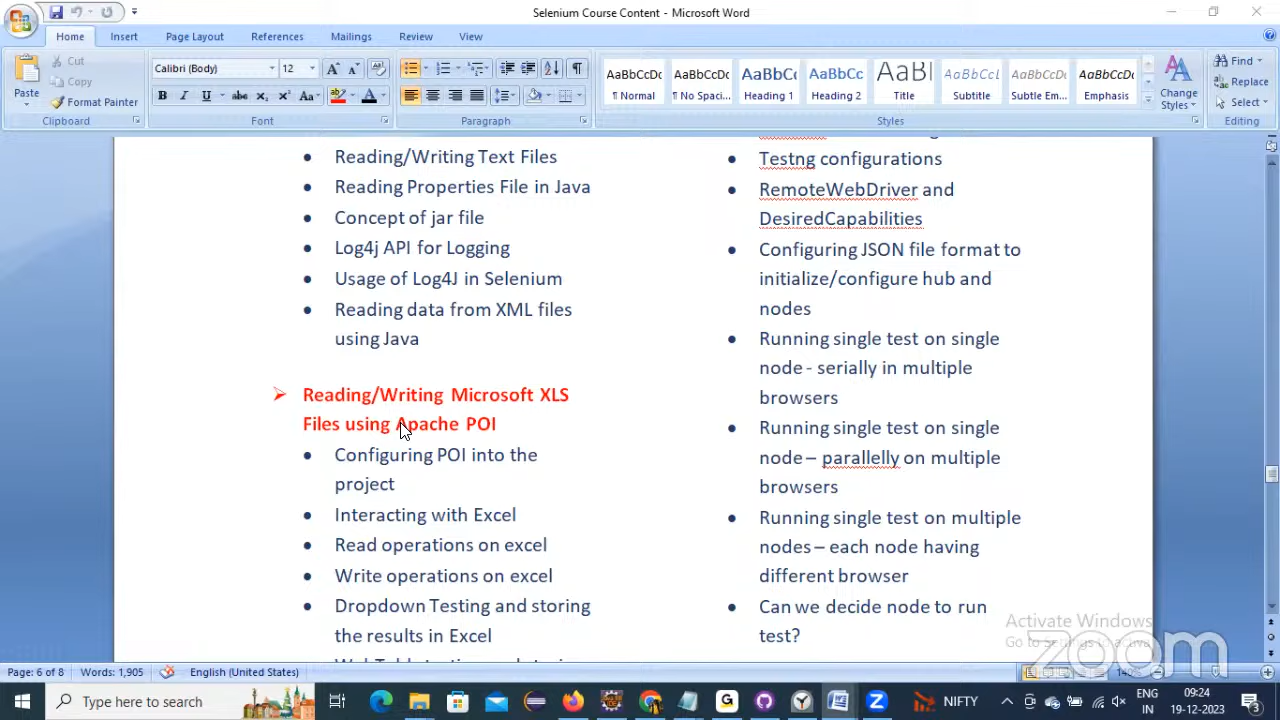 Selenium Course Content - Microsoft Word
Home Insert Page Layout References Mailings Review View
Paste
Cut
Copy
Format Painter
Clipboard
Calibri (Body) 12
Font
Paragraph
AaBbCcDc AaBbCcDc AaBbCc AaBbCc AaBl AaBbCcL AaBbCcDc AaBbCcDc
¶ Normal ¶ No Spaci... Heading 1 Heading 2 Title Subtitle Subtle Em... Emphasis
Change
Styles
Styles
Find
Replace
Select
Editing
• Reading/Writing Text Files
• Reading Properties File in Java
• Concept of jar file
• Log4j API for Logging
• Usage of Log4J in Selenium
• Reading data from XML files
using Java
➢ Reading/Writing Microsoft XLS
Files using Apache POI
• Configuring POI into the
project
• Interacting with Excel
• Read operations on excel
• Write operations on excel
• Dropdown Testing and storing
the results in Excel
• Testng configurations
• RemoteWebDriver and
DesiredCapabilities
• Configuring JSON file format to
initialize/configure hub and
nodes
• Running single test on single
node - serially in multiple
browsers
• Running single test on single
node – parallelly on multiple
browsers
• Running single test on multiple
nodes – each node having
different browser
• Can we decide node to run
test?
Activate Windows
Go to Settings to activate
zoom
Page: 6 of 8 Words: 1,905 English (United States)
Type here to search
NIFTY
ENG
IN
09:24
19-12-2023
3